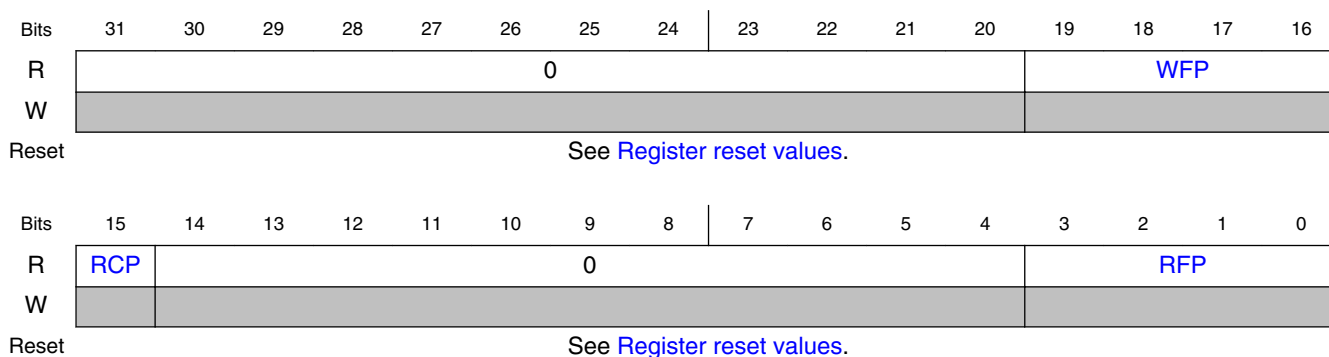 Bits 31 30 29 28 27 26 25 24 23 22 21 20 19 18 17 16
R 0 WFP
W
Reset See Register reset values.
Bits 15 14 13 12 11 10 9 8 7 6 5 4 3 2 1 0
R RCP 0 RFP
W
Reset See Register reset values.